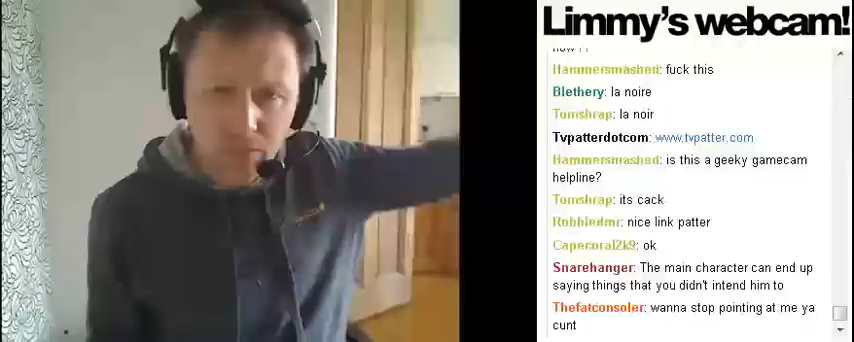 Limmy's webcam!
Hammersmashed: fuck this
Blethery: la noire
Tomshrap: la noir
Tvpatterdotcom: www.tvpatter.com
Hammersmashed: is this a geeky gamecam
helpline?
Tomshrap: its cack
Robbiedmr: nice link patter
Capecoral2k9: ok
Snarehanger: The main character can end up
saying things that you didn't intend him to
Thefatconsoler: wanna stop pointing at me ya
cunt